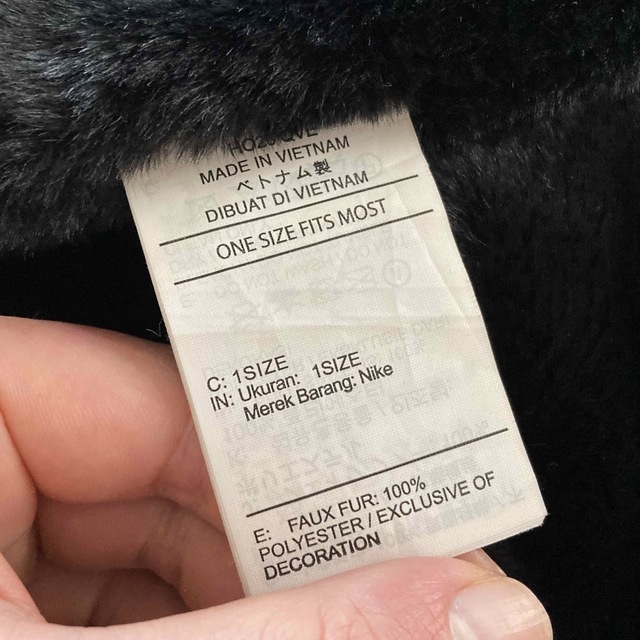 MADE IN VIETNAM
ベトナム製
DIBUAT DI VIETNAM
ONE SIZE FITS MOST
C: 1SIZE
IN: Ukuran: 1SIZE
Merek Barang: Nike
E: FAUX FUR: 100%
POLYESTER / EXCLUSIVE OF
DECORATION